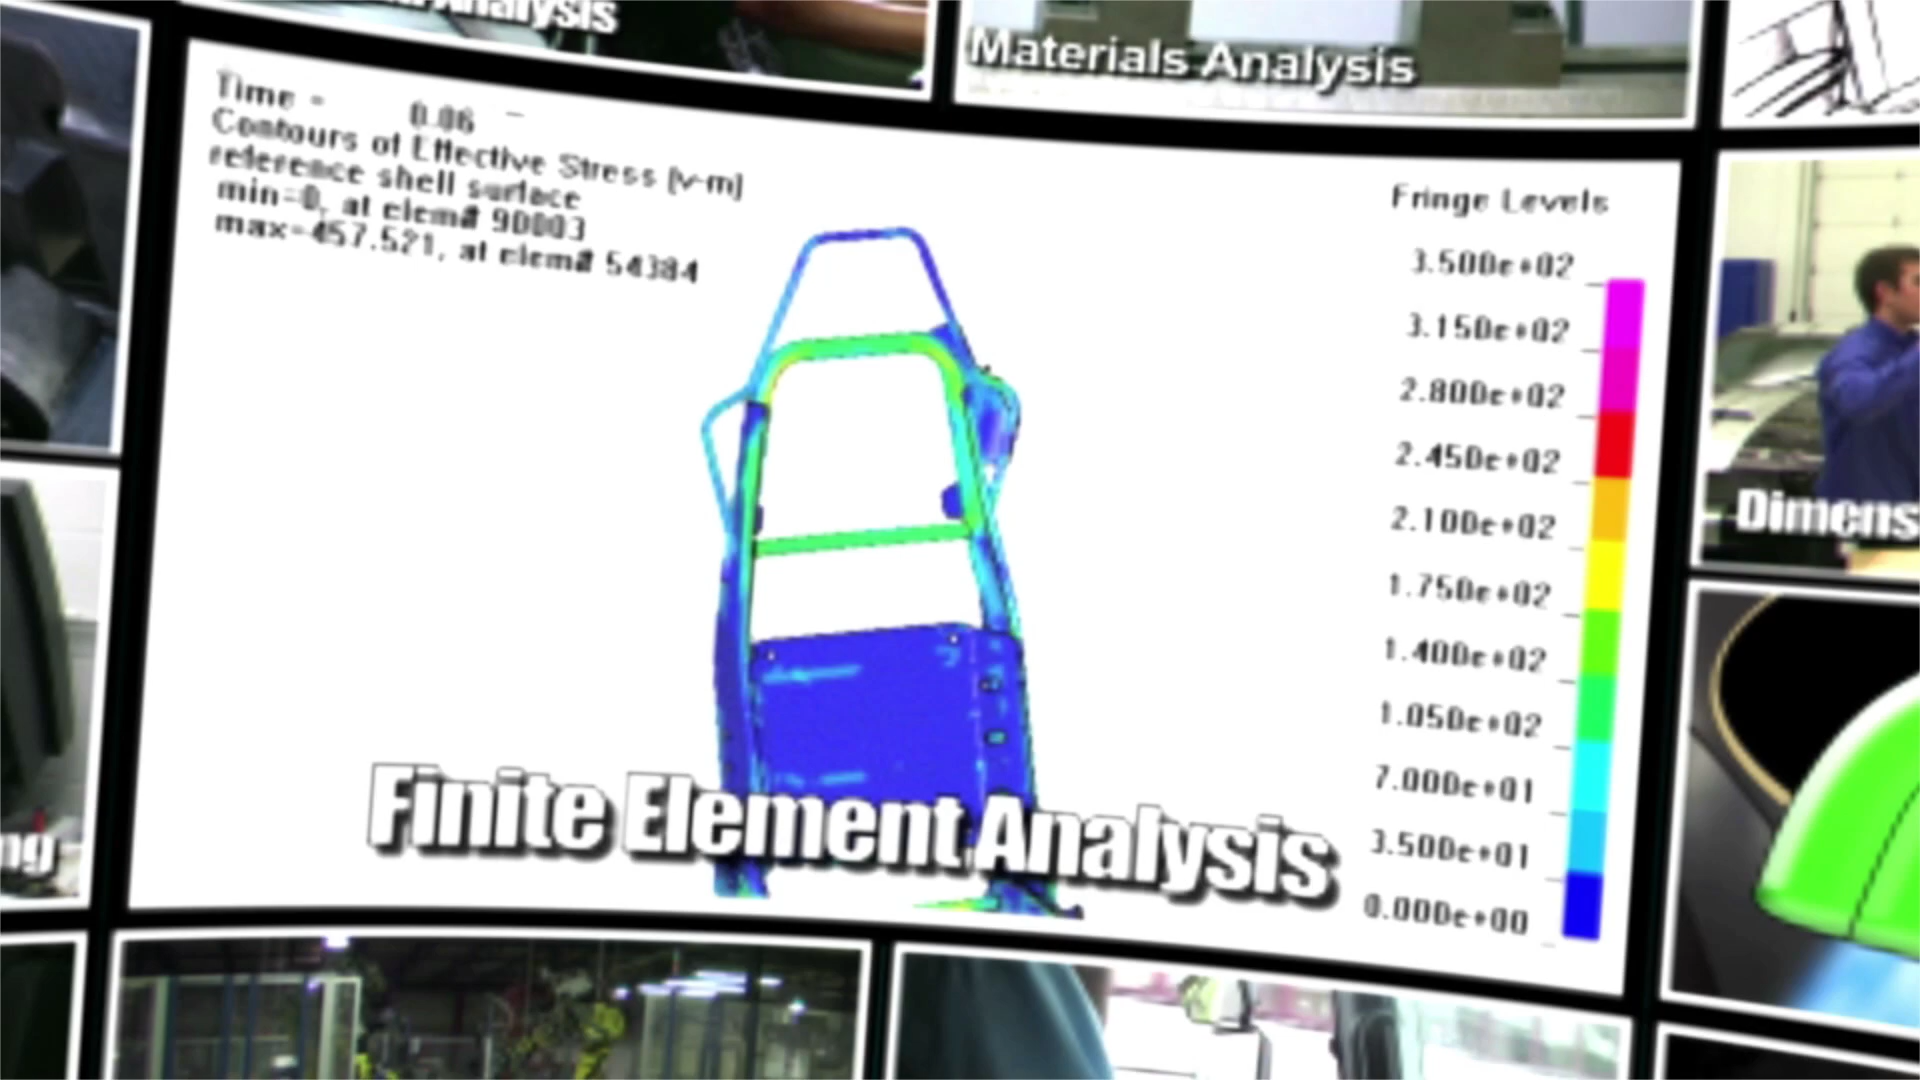 Analysis
Materials Analysis
Time = 0.06
Contours of Effective Stress (v-m)
reference shell surface
min=0, at elem# 90003
max=457.521, at elem# 54384
Fringe Levels
3.500e+02
3.150e+02
2.800e+02
2.450e+02
2.100e+02
1.750e+02
1.400e+02
1.050e+02
7.000e+01
3.500e+01
0.000e+00
Finite Element Analysis
Dimens
ng